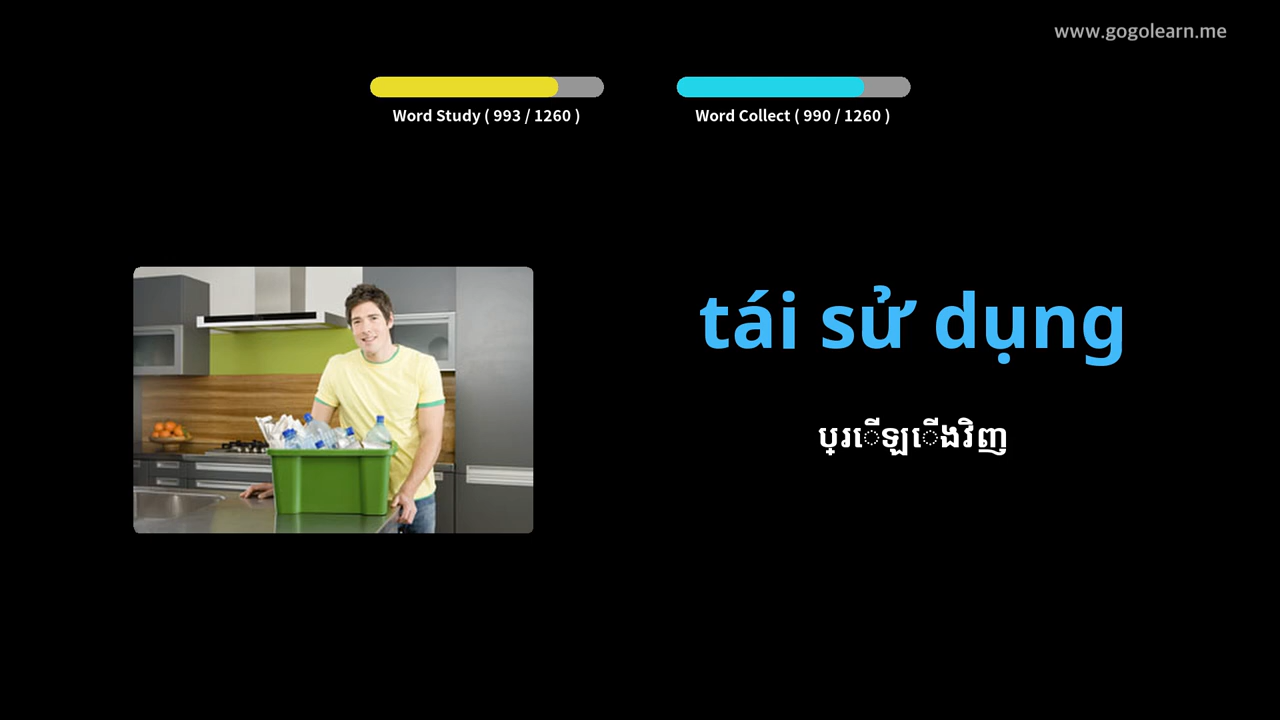 www.gogolearn.me
Word Study ( 993 / 1260 )
Word Collect ( 990 / 1260 )
tái sử dụng
ប្រើឡើងវិញ